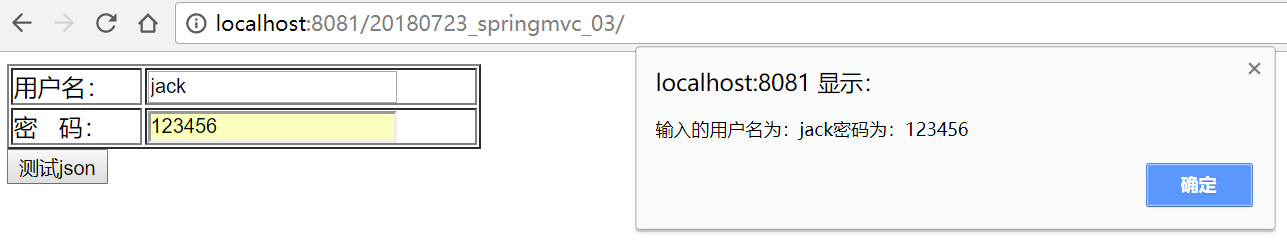 localhost:8081/20180723_springmvc_03/
用户名： jack
密　码： 123456
测试json
localhost:8081 显示：
输入的用户名为：jack密码为：123456
确定